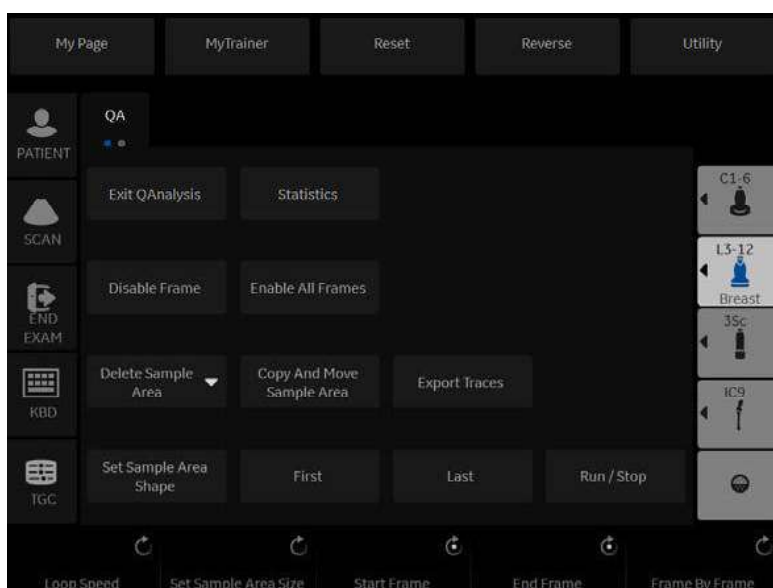 My Page
MyTrainer
Reset
Reverse
Utility
PATIENT
SCAN
END
EXAM
KBD
TGC
QA
Exit QAnalysis
Statistics
Disable Frame
Enable All Frames
Delete Sample
Area
Copy And Move
Sample Area
Export Traces
Set Sample Area
Shape
First
Last
Run / Stop
C1-6
L3-12
Breast
3Sc
IC9
Loop Speed
Set Sample Area Size
Start Frame
End Frame
Frame By Frame